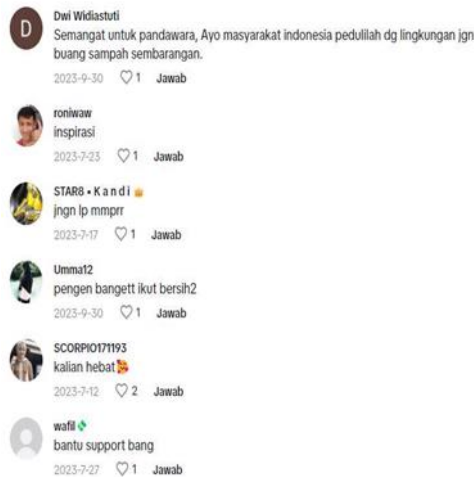 D
Dwi Widiastuti
Semangat untuk pandawara, Ayo masyarakat indonesia pedulilah dg lingkungan jgn
buang sampah sembarangan.
2023-9-30 1 Jawab
roniwaw
inspirasi
2023-7-23 1 Jawab
STAR8 • K a n d i
jngn lp mmprr
2023-7-17 1 Jawab
Umma12
pengen bangett ikut bersih2
2023-9-30 1 Jawab
SCORPIO171193
kalian hebat🥰
2023-7-12 2 Jawab
wafil
bantu support bang
2023-7-27 1 Jawab